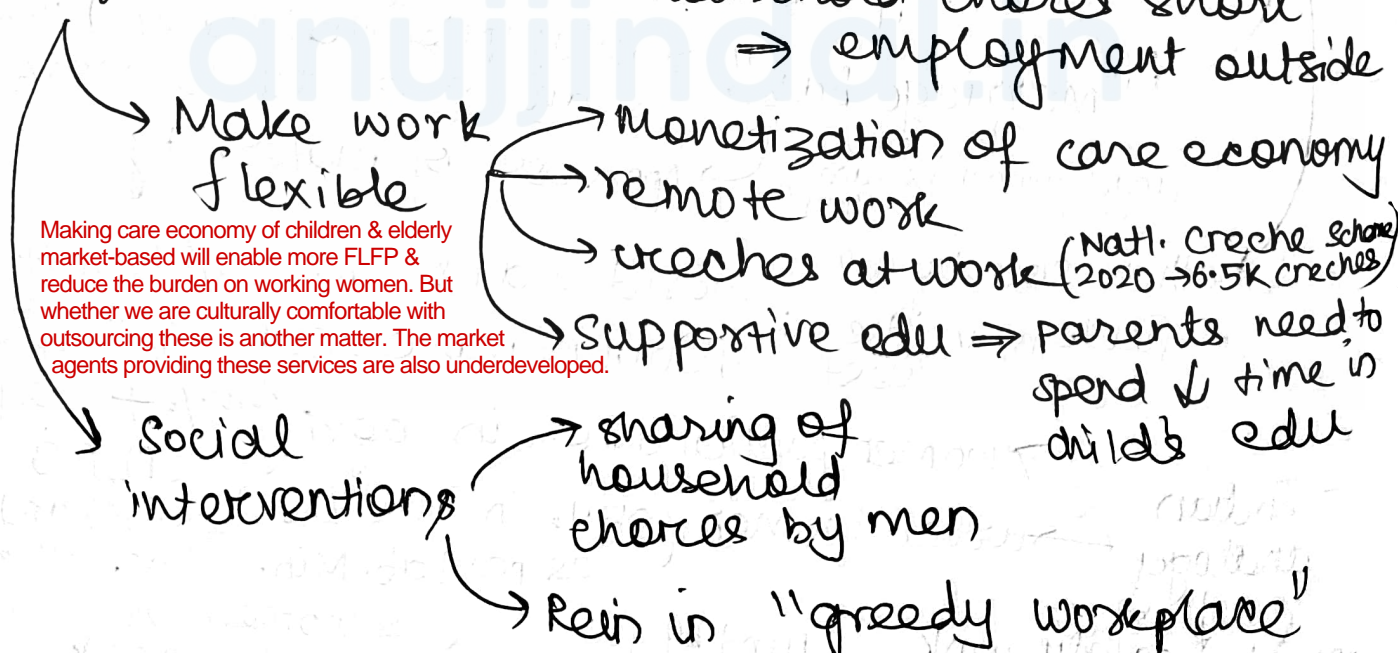 anujjindal.in
chores
⇒ employment outside
→ Make work
flexible
→ Monetization of care economy
→ remote work
→ creches at work (Natl. Creche Scheme
2020 → 6.5K creches)
→ Supportive edu ⇒ parents need to
spend ↓ time in
child's edu
Making care economy of children & elderly
market-based will enable more FLFP &
reduce the burden on working women. But
whether we are culturally comfortable with
outsourcing these is another matter. The market
agents providing these services are also underdeveloped.
Social
interventions
→ sharing of
household
chores by men
→ Rein in "greedy workplace"